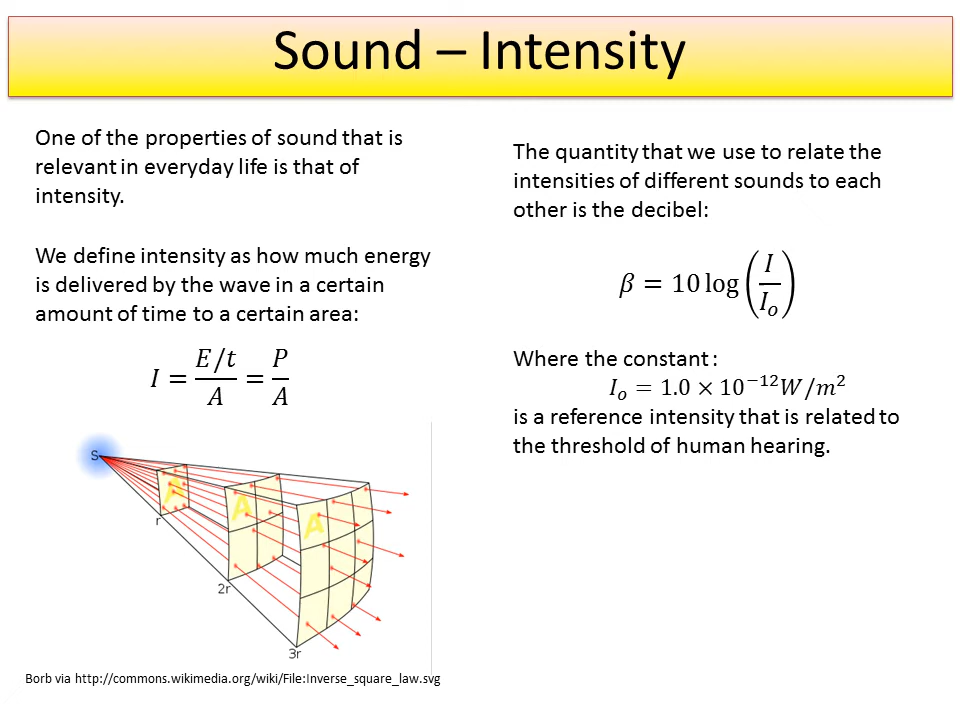 Sound – Intensity
One of the properties of sound that is
relevant in everyday life is that of
intensity.
We define intensity as how much energy
is delivered by the wave in a certain
amount of time to a certain area:
I = (E/t)/A = P/A
S
A
A
A
r
2r
3r
Borb via http://commons.wikimedia.org/wiki/File:Inverse_square_law.svg
The quantity that we use to relate the
intensities of different sounds to each
other is the decibel:
β = 10 log (I/Iₒ)
Where the constant:
Iₒ = 1.0 × 10⁻¹² W/m²
is a reference intensity that is related to
the threshold of human hearing.